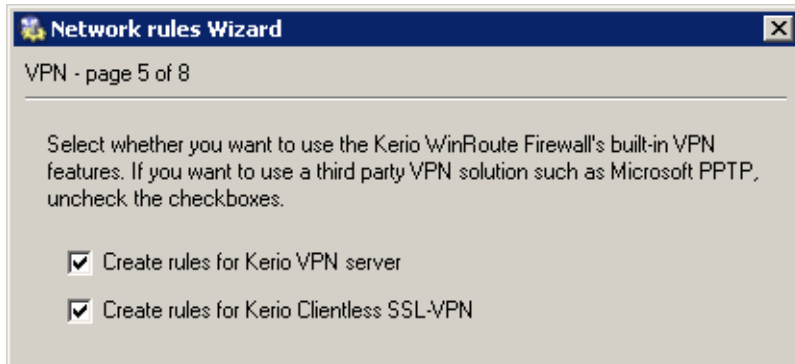 Network rules Wizard
VPN - page 5 of 8
Select whether you want to use the Kerio WinRoute Firewall's built-in VPN
features. If you want to use a third party VPN solution such as Microsoft PPTP,
uncheck the checkboxes.
Create rules for Kerio VPN server
Create rules for Kerio Clientless SSL-VPN